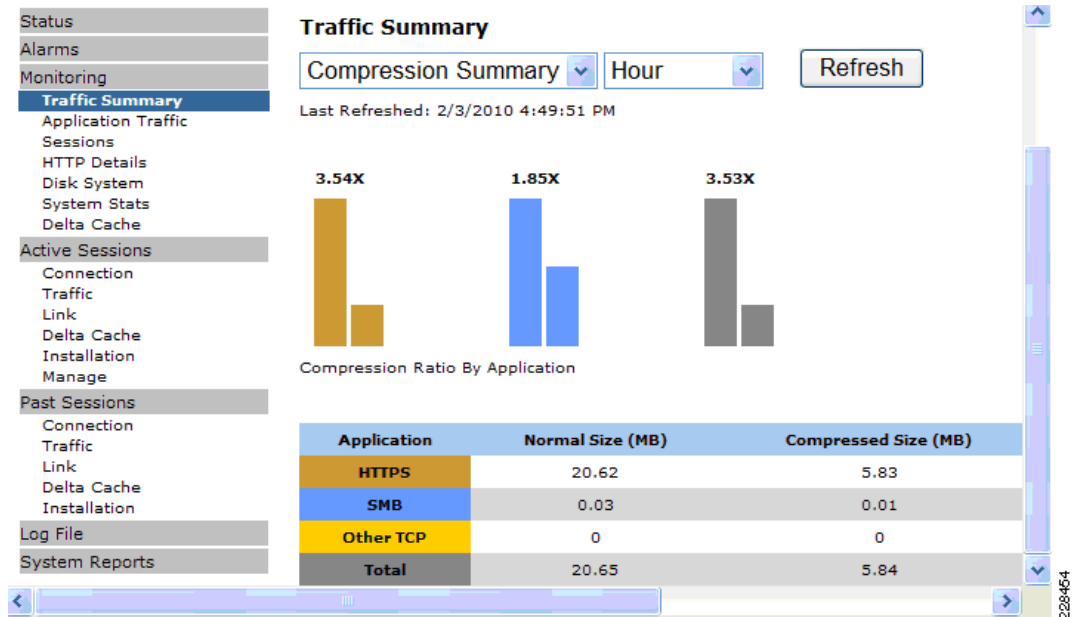 Status
Alarms
Monitoring
Traffic Summary
Application Traffic
Sessions
HTTP Details
Disk System
System Stats
Delta Cache
Active Sessions
Connection
Traffic
Link
Delta Cache
Installation
Manage
Past Sessions
Connection
Traffic
Link
Delta Cache
Installation
Log File
System Reports
Traffic Summary
Compression Summary Hour Refresh
Last Refreshed: 2/3/2010 4:49:51 PM
3.54X 1.85X 3.53X
Compression Ratio By Application
Application Normal Size (MB) Compressed Size (MB)
HTTPS 20.62 5.83
SMB 0.03 0.01
Other TCP 0 0
Total 20.65 5.84
228454